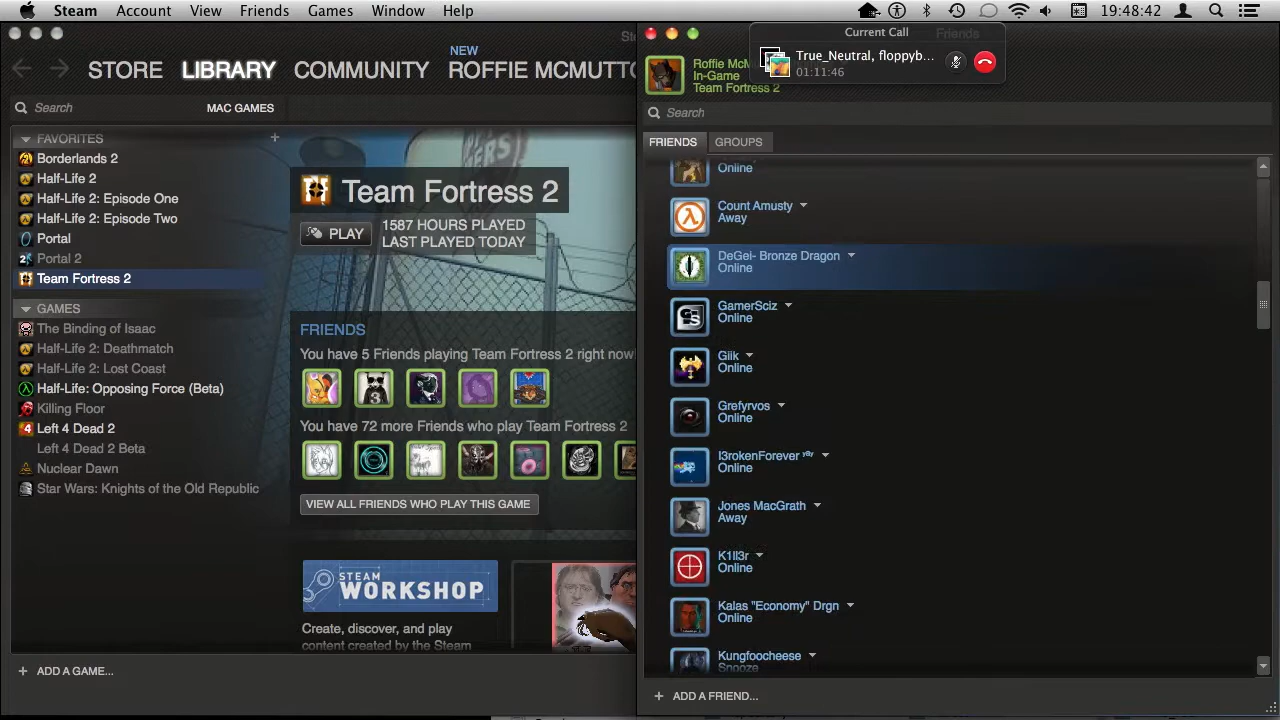 Steam Account View Friends Games Window Help
19:48:42
STORE LIBRARY COMMUNITY
NEW
ROFFIE MCMUTTO
Search
MAC GAMES
FAVORITES
Borderlands 2
Half-Life 2
Half-Life 2: Episode One
Half-Life 2: Episode Two
Portal
Portal 2
Team Fortress 2
GAMES
The Binding of Isaac
Half-Life 2: Deathmatch
Half-Life 2: Lost Coast
Half-Life: Opposing Force (Beta)
Killing Floor
Left 4 Dead 2
Left 4 Dead 2 Beta
Nuclear Dawn
Star Wars: Knights of the Old Republic
+ ADD A GAME...
Team Fortress 2
PLAY
1587 HOURS PLAYED
LAST PLAYED TODAY
FRIENDS
You have 5 Friends playing Team Fortress 2 right now
You have 72 more Friends who play Team Fortress 2
VIEW ALL FRIENDS WHO PLAY THIS GAME
STEAM
WORKSHOP
Create, discover, and play
content created by the Steam
Current Call
Friends
True_Neutral, floppyb...
01:11:46
Roffie McM
In-Game
Team Fortress 2
Search
FRIENDS GROUPS
Online
Count Amusty
Away
DeGei- Bronze Dragon
Online
GamerSciz
Online
Giik
Online
Grefyrvos
Online
I3rokenForever ʸᵃʸ
Online
Jones MacGrath
Away
K1ll3r
Online
Kalas "Economy" Drgn
Online
Kungfoocheese
Snooze
+ ADD A FRIEND...